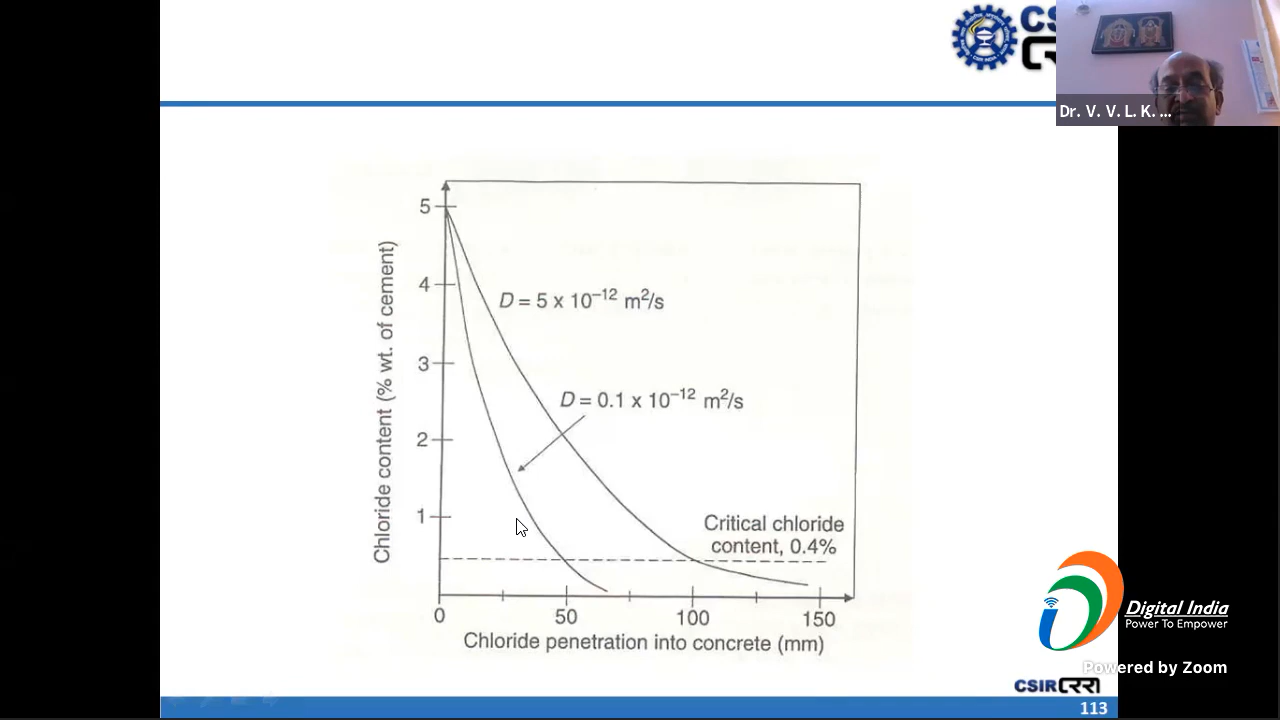 CS
Dr. V. V. L. K. ...
5
4
3
2
1
Chloride content (% wt. of cement)
D = 5 x 10⁻¹² m²/s
D = 0.1 x 10⁻¹² m²/s
Critical chloride
content, 0.4%
0
50
100
150
Chloride penetration into concrete (mm)
Digital India
Power To Empower
Powered by Zoom
CSIR CRRI
113